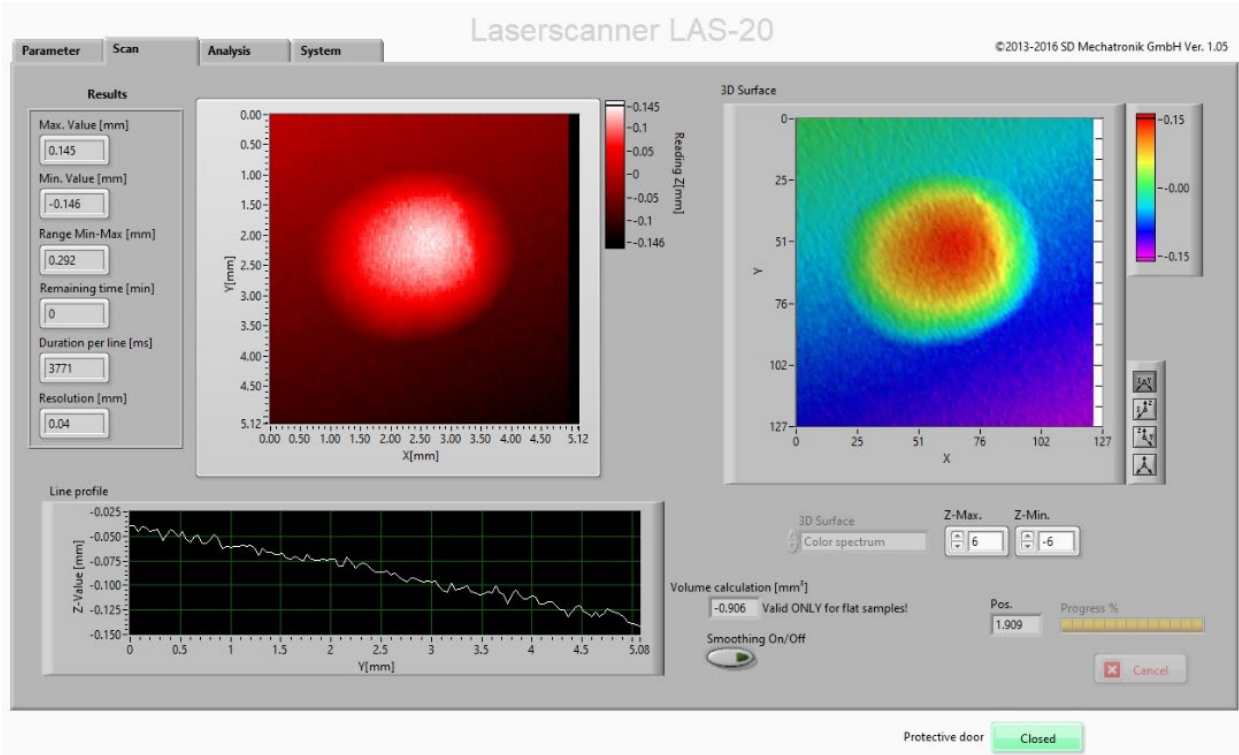 Laserscanner LAS-20
©2013-2016 SD Mechatronik GmbH Ver. 1.05
Parameter
Scan
Analysis
System
Results
Max. Value [mm]
0.145
Min. Value [mm]
-0.146
Range Min-Max [mm]
0.292
Remaining time [min]
0
Duration per line [ms]
3771
Resolution [mm]
0.04
0.00
0.50
1.00
1.50
2.00
2.50
3.00
3.50
4.00
4.50
5.12
Y[mm]
0.00 0.50 1.00 1.50 2.00 2.50 3.00 3.50 4.00 4.50 5.12
X[mm]
-0.145
-0.1
-0.05
-0
--0.05
--0.1
--0.146
Reading Z[mm]
3D Surface
0
25
51
76
102
127
Y
0 25 51 76 102 127
X
-0.15
-0.00
-0.15
Line profile
-0.025
-0.050
-0.075
-0.100
-0.125
-0.150
Z-Value [mm]
0 0.5 1 1.5 2 2.5 3 3.5 4 4.5 5.08
Y[mm]
3D Surface
Color spectrum
Z-Max.
6
Z-Min.
-6
Volume calculation [mm³]
-0.906 Valid ONLY for flat samples!
Smoothing On/Off
Pos.
1.909
Progress %
Cancel
Protective door Closed